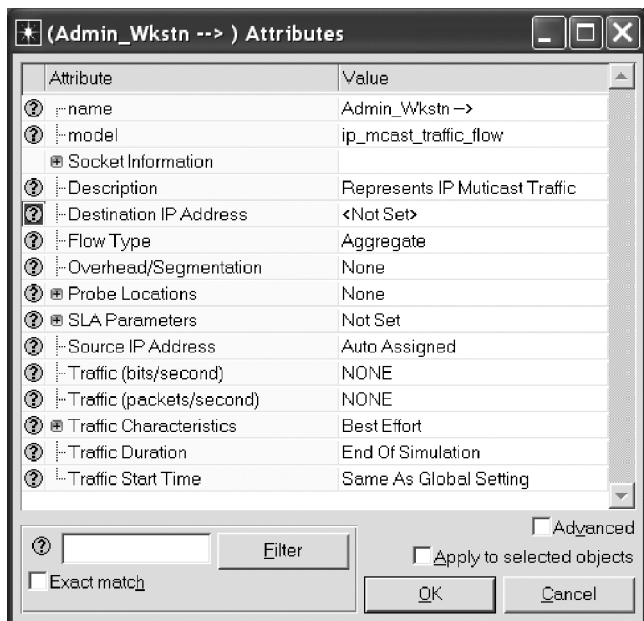 (Admin_Wkstn --> ) Attributes
Attribute Value
name Admin_Wkstn -->
model ip_mcast_traffic_flow
Socket Information
Description Represents IP Muticast Traffic
Destination IP Address <Not Set>
Flow Type Aggregate
Overhead/Segmentation None
Probe Locations None
SLA Parameters Not Set
Source IP Address Auto Assigned
Traffic (bits/second) NONE
Traffic (packets/second) NONE
Traffic Characteristics Best Effort
Traffic Duration End Of Simulation
Traffic Start Time Same As Global Setting
Advanced
Filter
Apply to selected objects
Exact match
OK Cancel